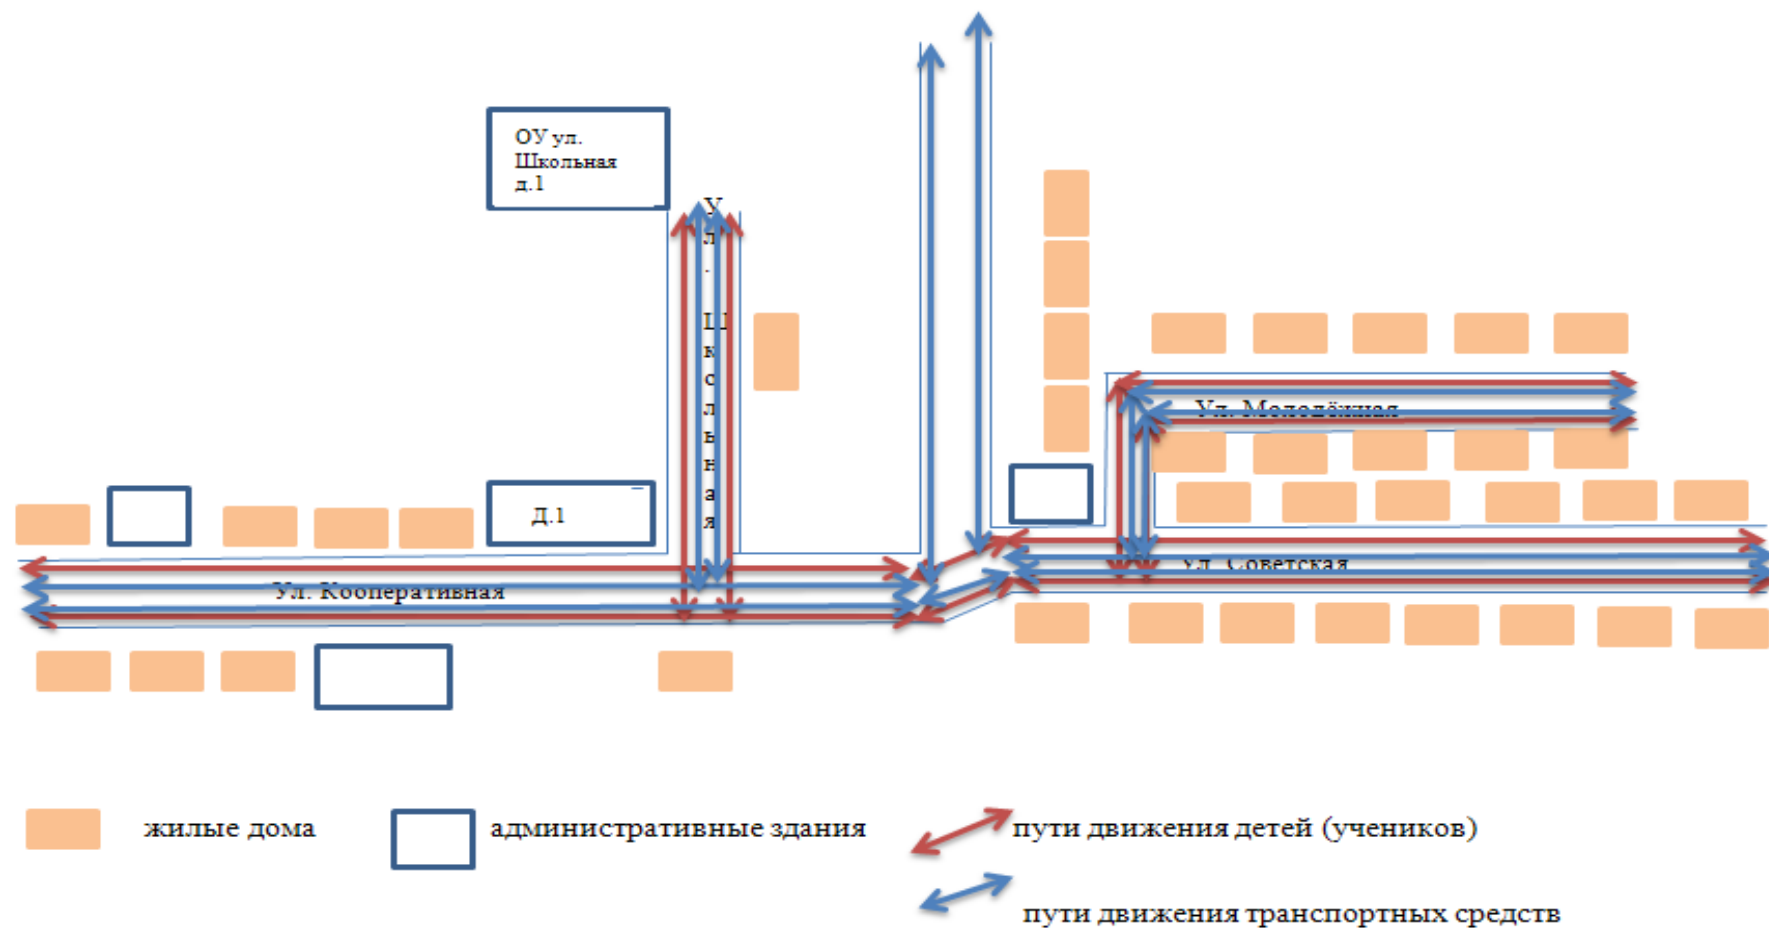 ОУ ул.
Школьная
д.1
Ул. Школьная
Ул. Молодёжная
Д.1
Ул. Советская
Ул. Кооперативная
жилые дома
административные здания
пути движения детей (учеников)
пути движения транспортных средств